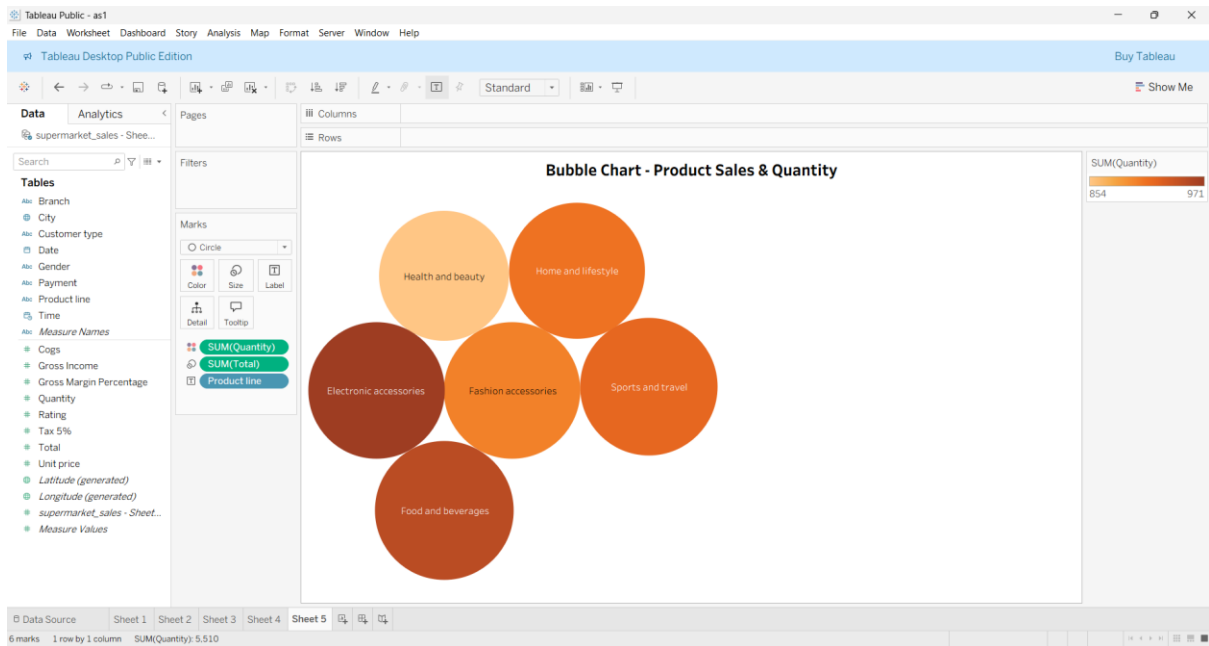 Tableau Public - as1
File Data Worksheet Dashboard Story Analysis Map Format Server Window Help
Tableau Desktop Public Edition
Buy Tableau
Standard
Show Me
Data Analytics
supermarket_sales - Shee...
Search
Tables
Abc Branch
City
Abc Customer type
Date
Abc Gender
Abc Payment
Abc Product line
Time
Abc Measure Names
# Cogs
# Gross Income
# Gross Margin Percentage
# Quantity
# Rating
# Tax 5%
# Total
# Unit price
Latitude (generated)
Longitude (generated)
# supermarket_sales - Sheet...
# Measure Values
Pages
Filters
Marks
Circle
Color Size Label
Detail Tooltip
SUM(Quantity)
SUM(Total)
Product line
Columns
Rows
Bubble Chart - Product Sales & Quantity
Health and beauty
Home and lifestyle
Electronic accessories
Fashion accessories
Sports and travel
Food and beverages
SUM(Quantity)
854 971
Data Source Sheet 1 Sheet 2 Sheet 3 Sheet 4 Sheet 5
6 marks 1 row by 1 column SUM(Quantity): 5.510